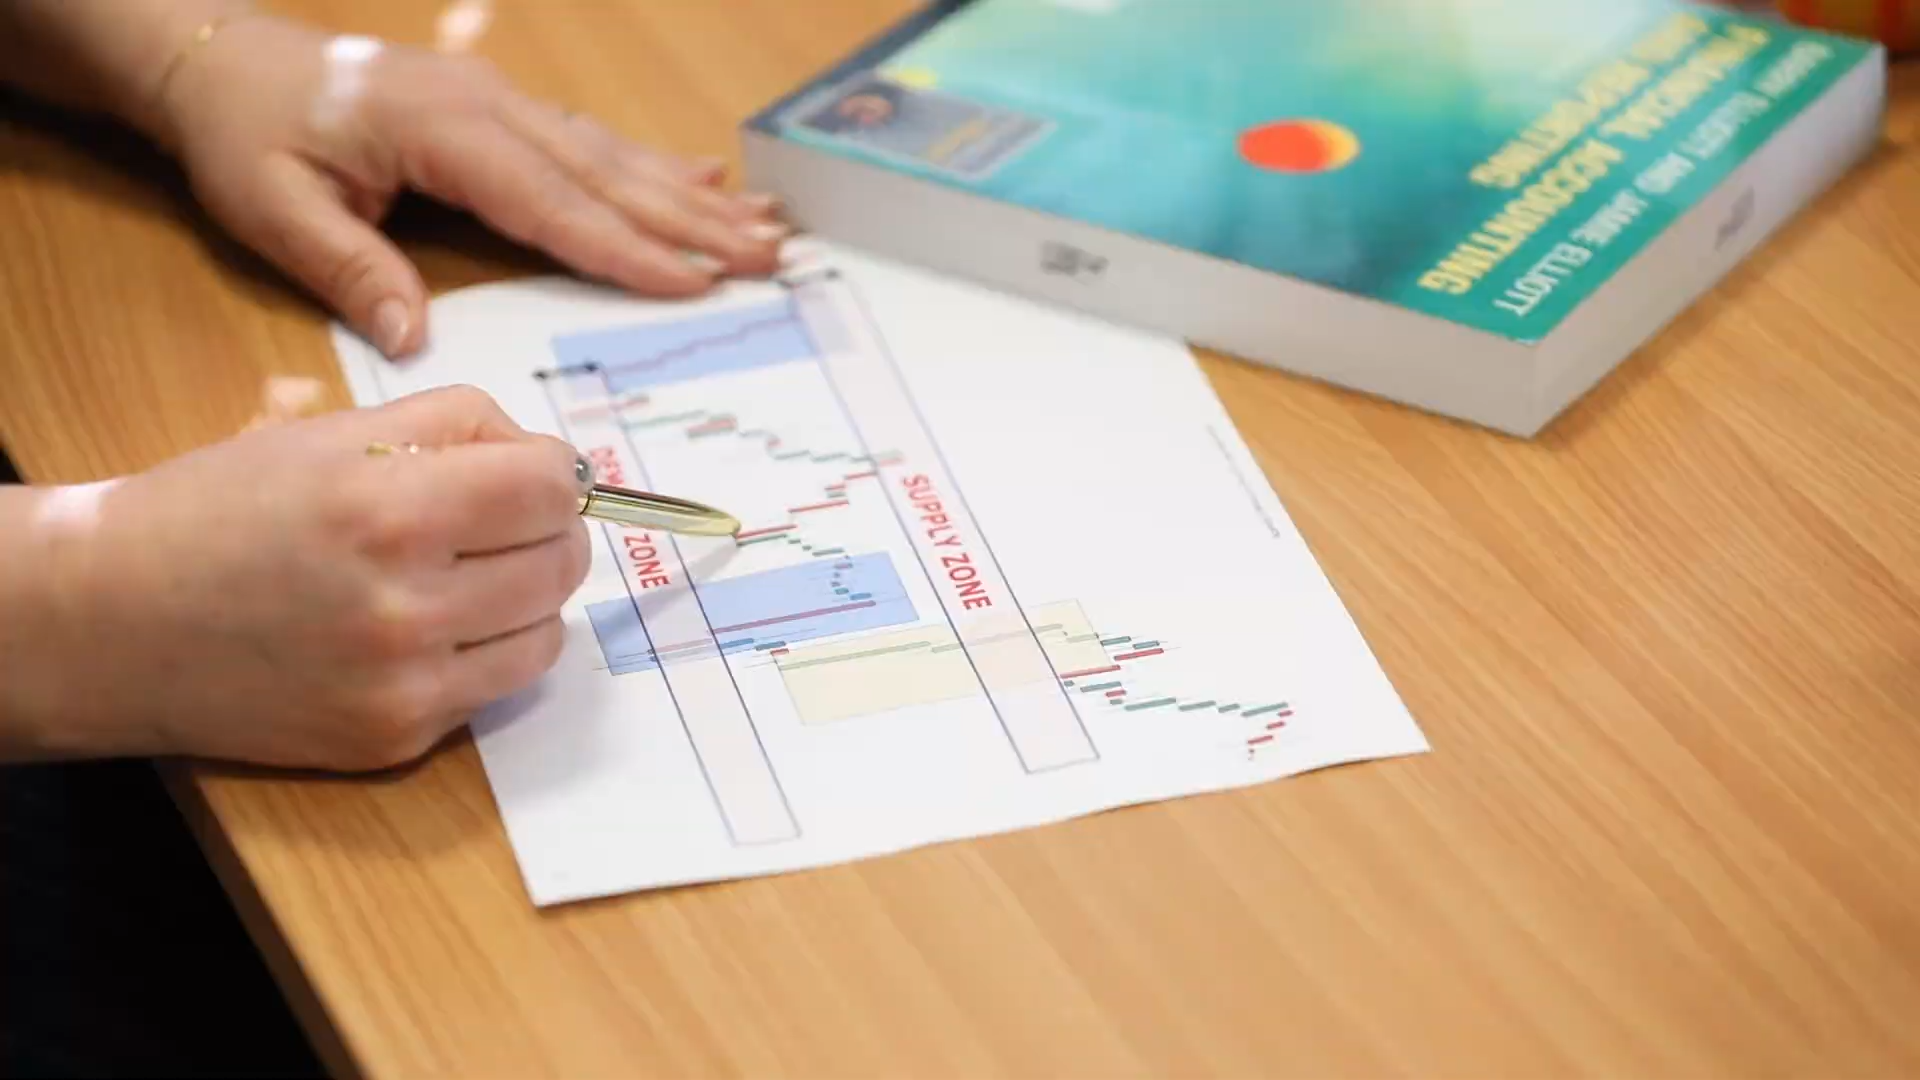 BARRY ELLIOTT AND JAMIE ELLIOTT
FINANCIAL ACCOUNTING
AND REPORTING
ZONE
SUPPLY ZONE